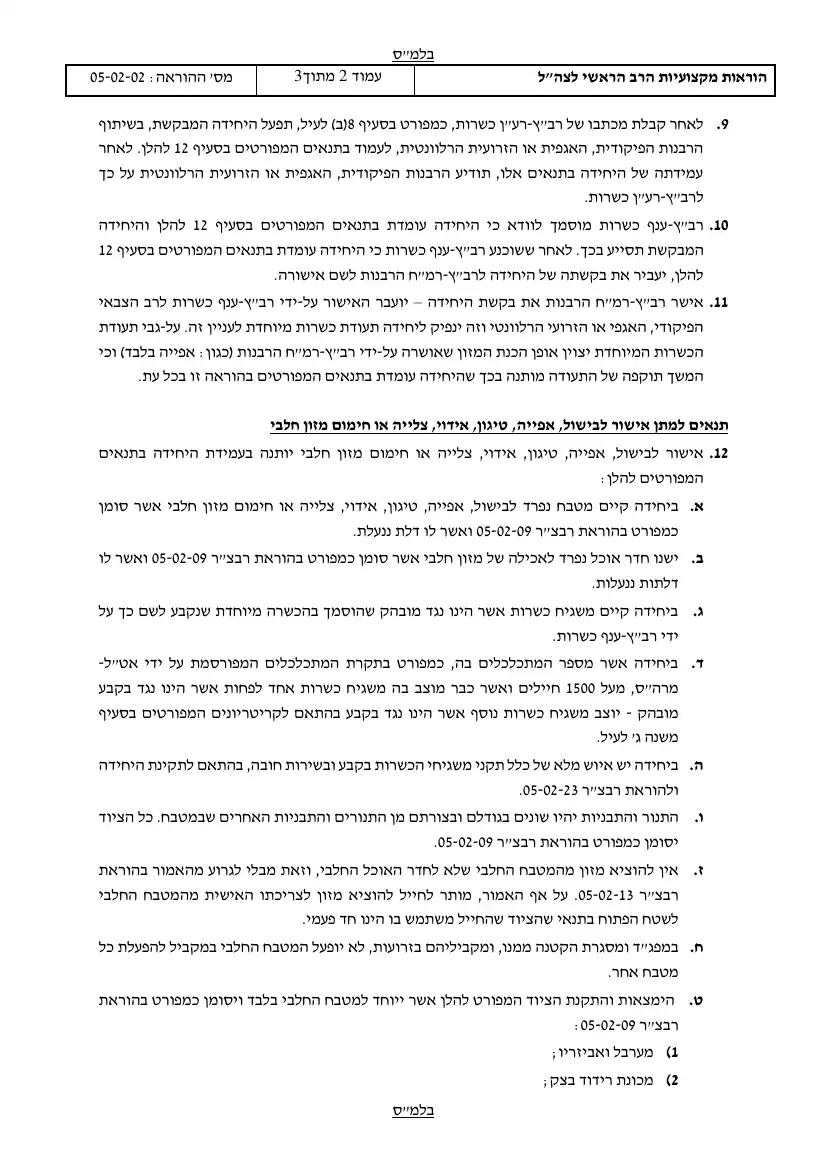 בלמ״ס
הוראות מקצועיות הרב הראשי לצה״ל עמוד 2 מתוך3 מס׳ ההוראה: 05-02-02
9. לאחר קבלת מכתבו של רב״ץ-רע״ן כשרות, כמפורט בסעיף 8(ב) לעיל, תפעל היחידה המבקשת, בשיתוף
הרבנות הפיקודית, האגפית או הזרועית הרלוונטית, לעמוד בתנאים המפורטים בסעיף 12 להלן. לאחר
עמידתה של היחידה בתנאים אלו, תודיע הרבנות הפיקודית, האגפית או הזרועית הרלוונטית על כך
לרב״ץ-רע״ן כשרות.
10. רב״ץ-ענף כשרות מוסמך לוודא כי היחידה עומדת בתנאים המפורטים בסעיף 12 להלן והיחידה
המבקשת תסייע בכך. לאחר ששוכנע רב״ץ-ענף כשרות כי היחידה עומדת בתנאים המפורטים בסעיף 12
להלן, יעביר את בקשתה של היחידה לרב״ץ-רמ״ח הרבנות לשם אישורה.
11. אישר רב״ץ-רמ״ח הרבנות את בקשת היחידה – יועבר האישור על-ידי רב״ץ-ענף כשרות לרב הצבאי
הפיקודי, האגפי או הזרועי הרלוונטי וזה ינפיק ליחידה תעודת כשרות מיוחדת לעניין זה. על-גבי תעודת
הכשרות המיוחדת יצוין אופן הכנת המזון שאושרה על-ידי רב״ץ-רמ״ח הרבנות (כגון: אפייה בלבד) וכי
המשך תוקפה של התעודה מותנה בכך שהיחידה עומדת בתנאים המפורטים בהוראה זו בכל עת.
תנאים למתן אישור לבישול, אפייה, טיגון, אידוי, צלייה או חימום מזון חלבי
12. אישור לבישול, אפייה, טיגון, אידוי, צלייה או חימום מזון חלבי יותנה בעמידת היחידה בתנאים
המפורטים להלן:
א. ביחידה קיים מטבח נפרד לבישול, אפייה, טיגון, אידוי, צלייה או חימום מזון חלבי אשר סומן
כמפורט בהוראת רבצ״ר 05-02-09 ואשר לו דלת ננעלת.
ב. ישנו חדר אוכל נפרד לאכילה של מזון חלבי אשר סומן כמפורט בהוראת רבצ״ר 05-02-09 ואשר לו
דלתות ננעלות.
ג. ביחידה קיים משגיח כשרות אשר הינו נגד מובהק שהוסמך בהכשרה מיוחדת שנקבע לשם כך על
ידי רב״ץ-ענף כשרות.
ד. ביחידה אשר מספר המתכלכלים בה, כמפורט בתקרת המתכלכלים המפורסמת על ידי אט״ל-
מרה״ס, מעל 1500 חיילים ואשר כבר מוצב בה משגיח כשרות אחד לפחות אשר הינו נגד בקבע
מובהק - יוצב משגיח כשרות נוסף אשר הינו נגד בקבע בהתאם לקריטריונים המפורטים בסעיף
משנה ג׳ לעיל.
ה. ביחידה יש איוש מלא של כלל תקני משגיחי הכשרות בקבע ובשירות חובה, בהתאם לתקינת היחידה
ולהוראת רבצ״ר 05-02-23.
ו. התנור והתבניות יהיו שונים בגודלם ובצורתם מן התנורים והתבניות האחרים שבמטבח. כל הציוד
יסומן כמפורט בהוראת רבצ״ר 05-02-09.
ז. אין להוציא מזון מהמטבח החלבי שלא לחדר האוכל החלבי, וזאת מבלי לגרוע מהאמור בהוראת
רבצ״ר 05-02-13. על אף האמור, מותר לחייל להוציא מזון לצריכתו האישית מהמטבח החלבי
לשטח הפתוח בתנאי שהציוד שהחייל משתמש בו הינו חד פעמי.
ח. במפג״ד ומסגרת הקטנה ממנו, ומקביליהם בזרועות, לא יופעל המטבח החלבי במקביל להפעלת כל
מטבח אחר.
ט. הימצאות והתקנת הציוד המפורט להלן אשר ייוחד למטבח החלבי בלבד ויסומן כמפורט בהוראת
רבצ״ר 05-02-09:
1) מערבל ואביזריו;
2) מכונת רידוד בצק;
בלמ״ס